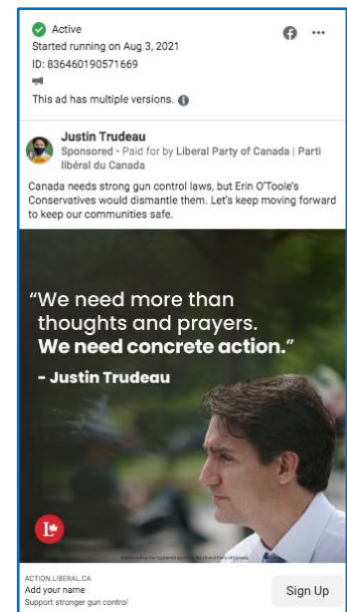 Active
Started running on Aug 3, 2021
ID: 836460190571669
This ad has multiple versions.
Justin Trudeau
Sponsored • Paid for by Liberal Party of Canada | Parti
libéral du Canada
Canada needs strong gun control laws, but Erin O'Toole's
Conservatives would dismantle them. Let's keep moving forward
to keep our communities safe.
“We need more than
thoughts and prayers.
We need concrete action.”
– Justin Trudeau
L
ACTION.LIBERAL.CA
Add your name
Support stronger gun control
Sign Up